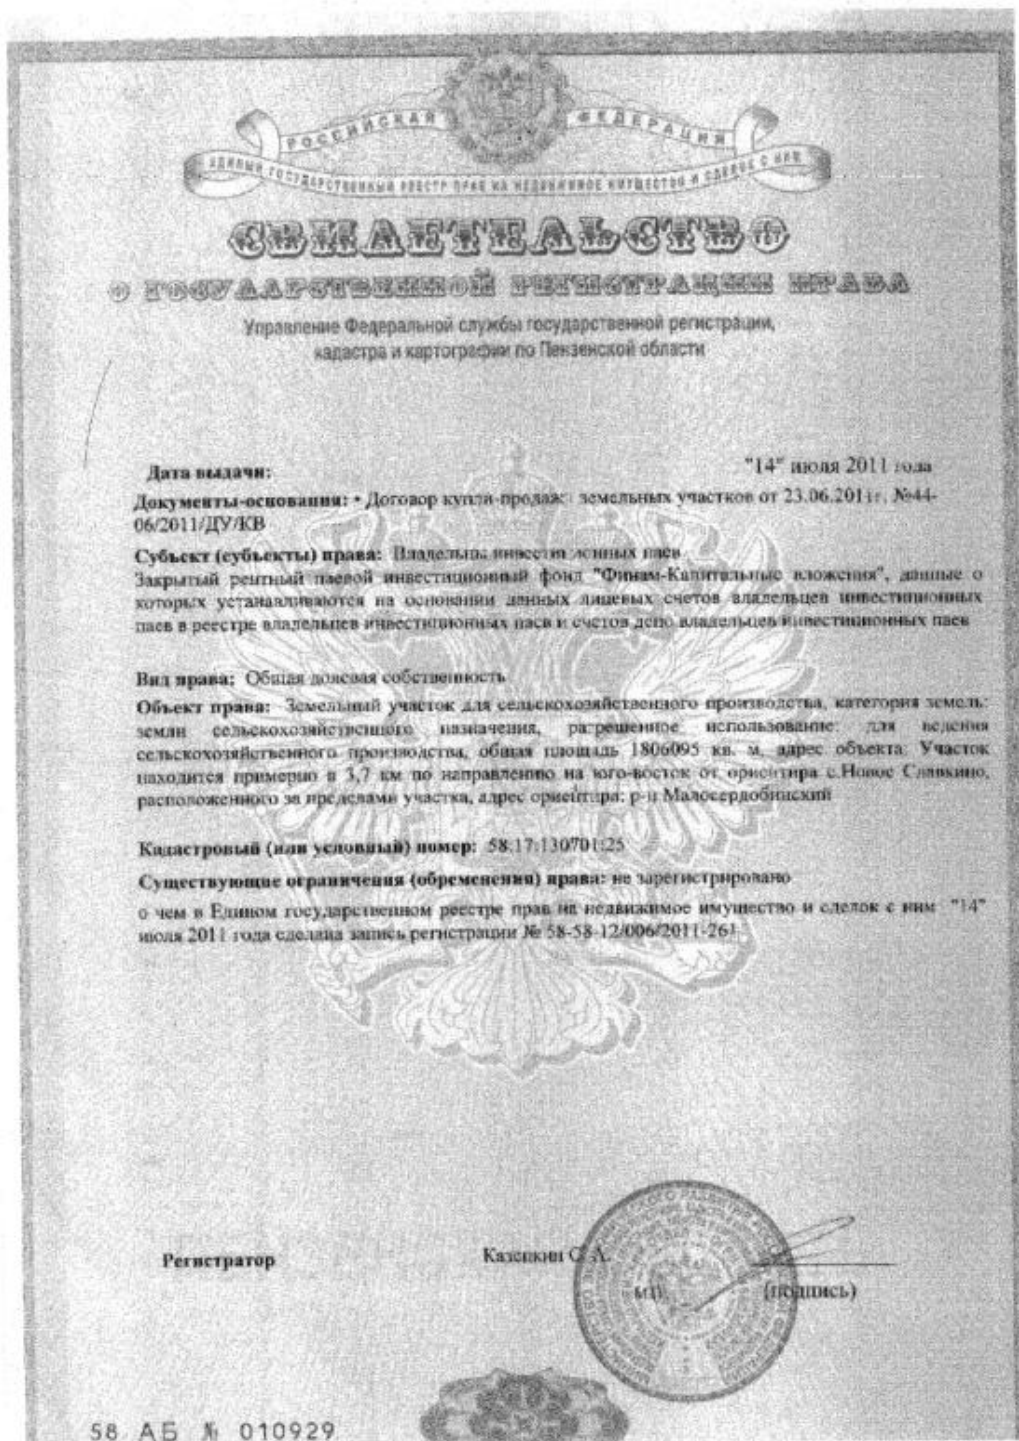 РОССИЙСКАЯ ФЕДЕРАЦИЯ
ЕДИНЫЙ ГОСУДАРСТВЕННЫЙ РЕЕСТР ПРАВ НА НЕДВИЖИМОЕ ИМУЩЕСТВО И СДЕЛОК С НИМ
СВИДЕТЕЛЬСТВО
О ГОСУДАРСТВЕННОЙ РЕГИСТРАЦИИ ПРАВА
Управление Федеральной службы государственной регистрации,
кадастра и картографии по Пензенской области
Дата выдачи: "14" июля 2011 года
Документы-основания: • Договор купли-продажи земельных участков от 23.06.2011г. №44-
06/2011/ДУ/КВ
Субъект (субъекты) права: Владельцы инвестиционных паев
Закрытый рентный паевой инвестиционный фонд "Финам-Капитальные вложения", данные о
которых устанавливаются на основании данных лицевых счетов владельцев инвестиционных
паев в реестре владельцев инвестиционных паев и счетов депо владельцев инвестиционных паев
Вид права: Общая долевая собственность
Объект права: Земельный участок для сельскохозяйственного производства, категория земель:
земли сельскохозяйственного назначения, разрешенное использование: для ведения
сельскохозяйственного производства, общая площадь 1806095 кв. м, адрес объекта: Участок
находится примерно в 3,7 км по направлению на юго-восток от ориентира с.Новое Славкино,
расположенного за пределами участка, адрес ориентира: р-н Малосердобинский
Кадастровый (или условный) номер: 58:17:130701:25
Существующие ограничения (обременения) права: не зарегистрировано
о чем в Едином государственном реестре прав на недвижимое имущество и сделок с ним "14"
июля 2011 года сделана запись регистрации № 58-58-12/006/2011-261
Регистратор Казенкин С. А.
м.п. (подпись)
58 АБ № 010929